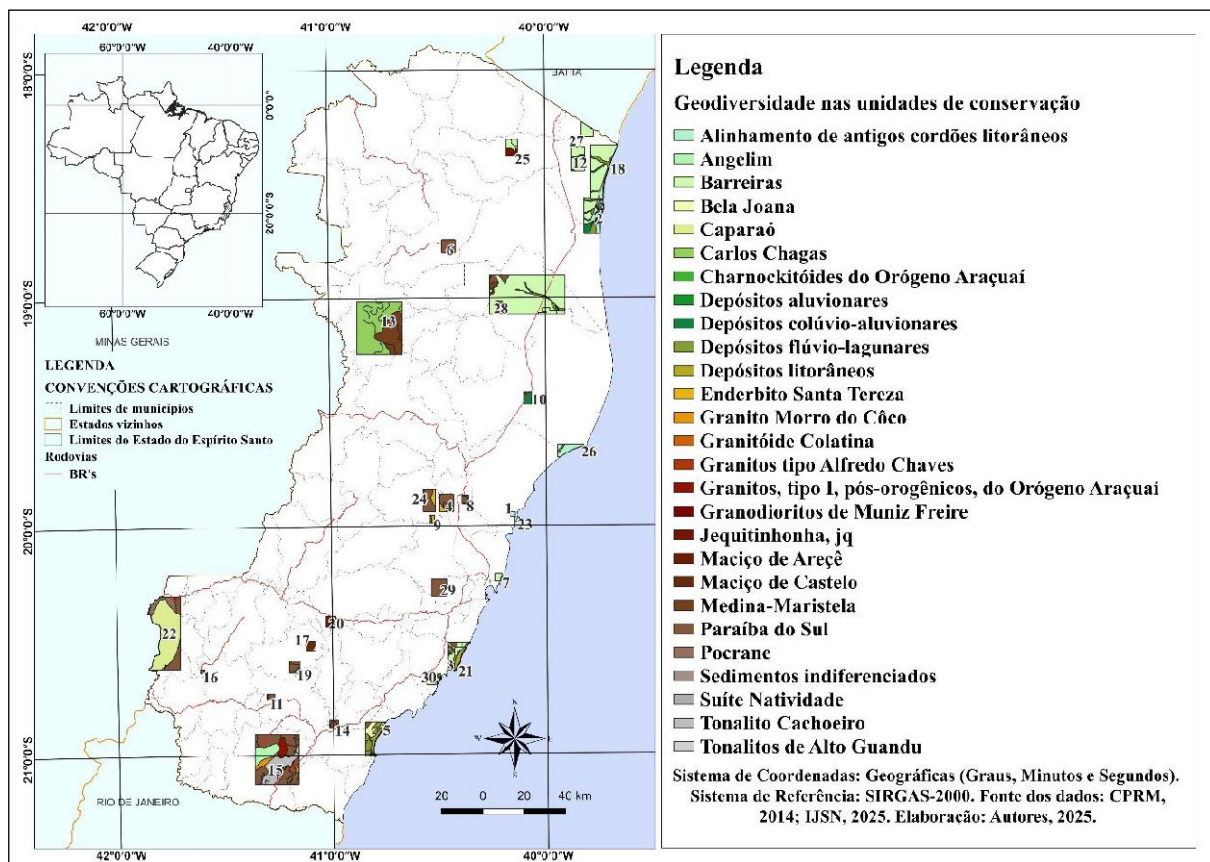 42°0'0"W
41°0'0"W
40°0'0"W
60°0'0"W
40°0'0"W
0°0'0"
20°0'0"S
60°0'0"W
40°0'0"W
18°0'0"S
19°0'0"S
20°0'0"S
21°0'0"S
BAHIA
MINAS GERAIS
RIO DE JANEIRO
LEGENDA
CONVENÇÕES CARTOGRÁFICAS
Limites de municípios
Estados vizinhos
Limites do Estado do Espírito Santo
Rodovias
BR's
27
12
18
25
2
6
28
13
10
26
24
4
8
9
1
23
7
29
22
20
17
16
19
3
21
30
11
14
5
15
N
W
E
S
20 0 20 40 km
42°0'0"W
41°0'0"W
40°0'0"W
Legenda
Geodiversidade nas unidades de conservação
Alinhamento de antigos cordões litorâneos
Angelim
Barreiras
Bela Joana
Caparaó
Carlos Chagas
Charnockitóides do Orógeno Araçuaí
Depósitos aluvionares
Depósitos colúvio-aluvionares
Depósitos flúvio-lagunares
Depósitos litorâneos
Enderbito Santa Tereza
Granito Morro do Côco
Granitóide Colatina
Granitos tipo Alfredo Chaves
Granitos, tipo I, pós-orogênicos, do Orógeno Araçuaí
Granodioritos de Muniz Freire
Jequitinhonha, jq
Maciço de Areçê
Maciço de Castelo
Medina-Maristela
Paraíba do Sul
Pocrane
Sedimentos indiferenciados
Suíte Natividade
Tonalito Cachoeiro
Tonalitos de Alto Guandu
Sistema de Coordenadas: Geográficas (Graus, Minutos e Segundos).
Sistema de Referência: SIRGAS-2000. Fonte dos dados: CPRM,
2014; IJSN, 2025. Elaboração: Autores, 2025.